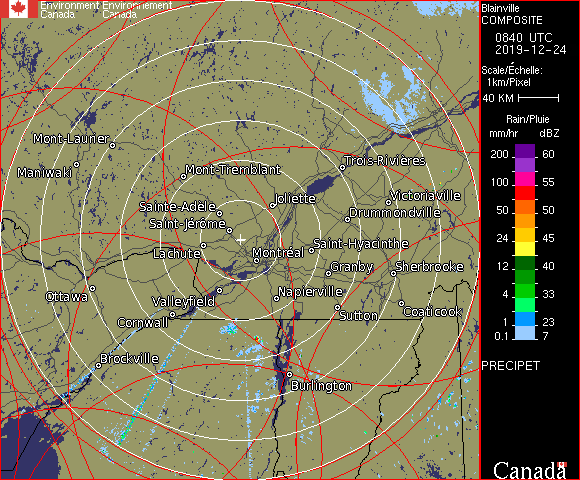 Environment Environnement
Canada Canada
Blainville
COMPOSITE
0840 UTC
2019-12-24
Scale/Échelle:
1km/Pixel
40 KM
Rain/Pluie
mm/hr dBZ
200 60
100 55
50 50
24 45
12 40
4 33
1 23
0.1 7
PRECIPET
Canada
Mont-Laurier
Maniwaki
Mont-Tremblant
Trois-Rivières
Joliette
Victoriaville
Sainte-Adèle
Drummondville
Saint-Jérôme
Lachute
Montréal
Saint-Hyacinthe
Granby
Sherbrooke
Ottawa
Valleyfield
Napierville
Sutton
Coaticook
Cornwall
Brockville
Burlington